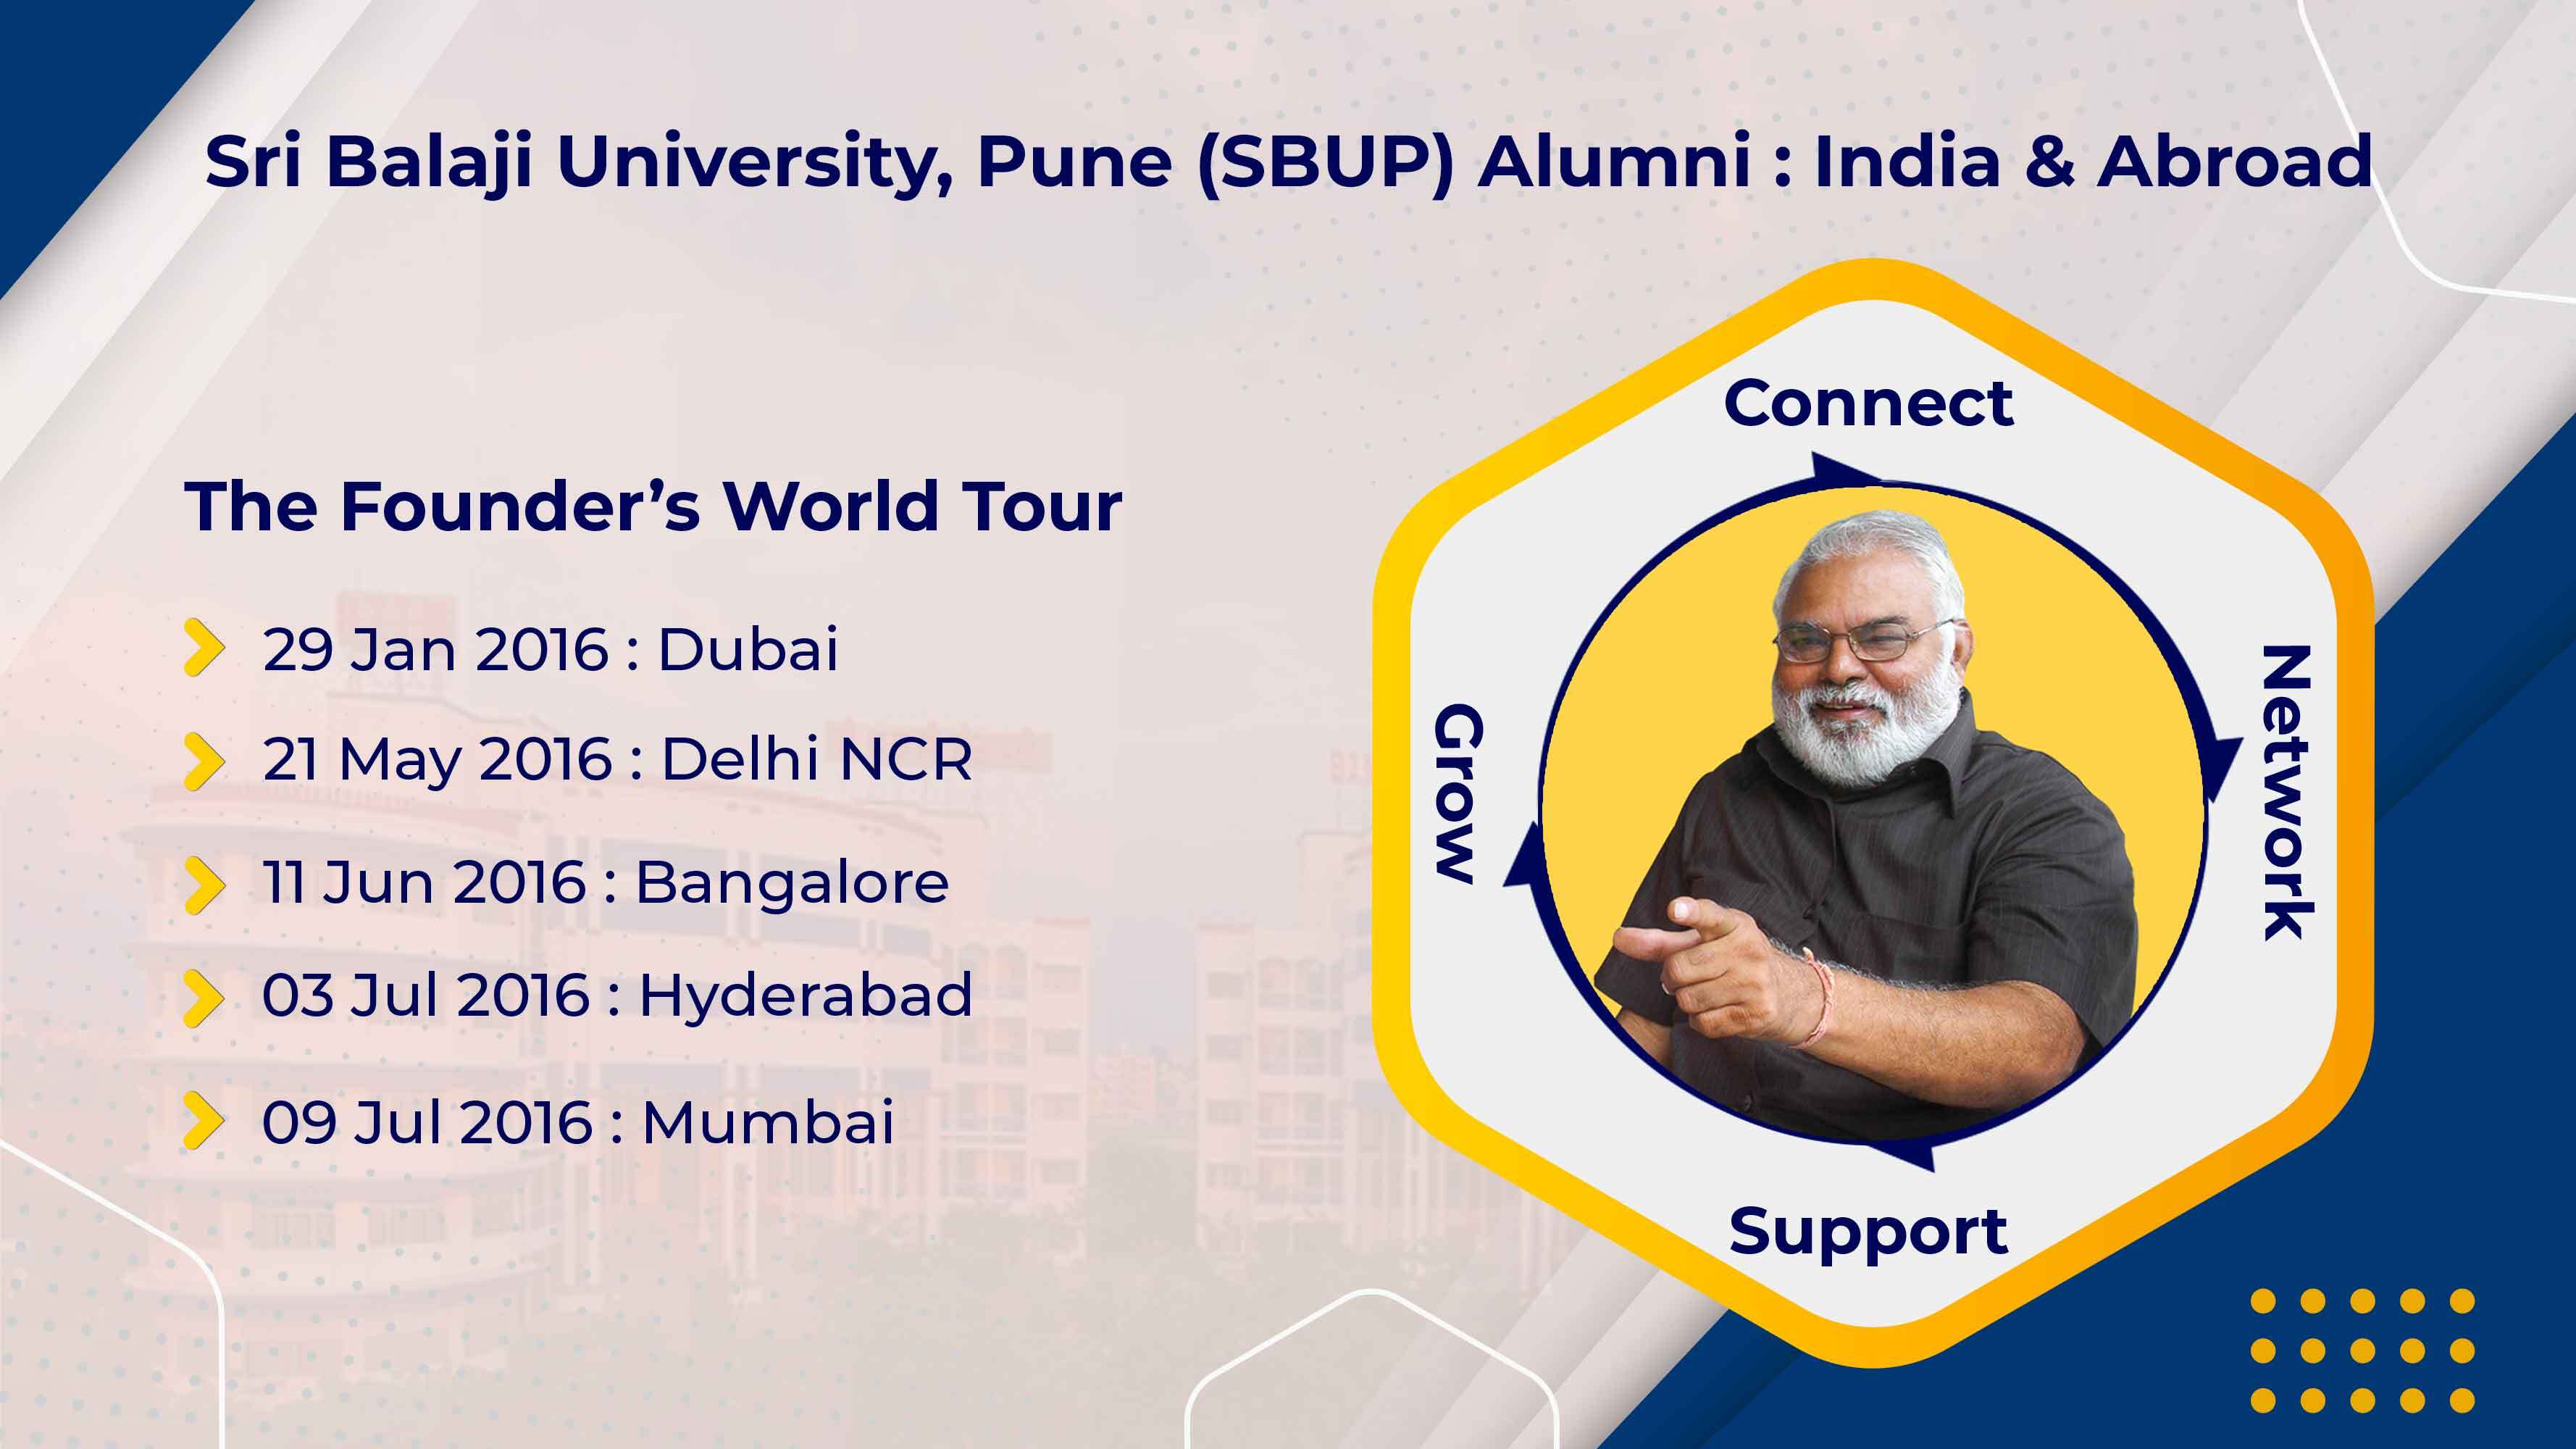 Sri Balaji University, Pune (SBUP) Alumni : India & Abroad
The Founder’s World Tour
29 Jan 2016 : Dubai
21 May 2016 : Delhi NCR
11 Jun 2016 : Bangalore
03 Jul 2016 : Hyderabad
09 Jul 2016 : Mumbai
Connect
Network
Support
Grow